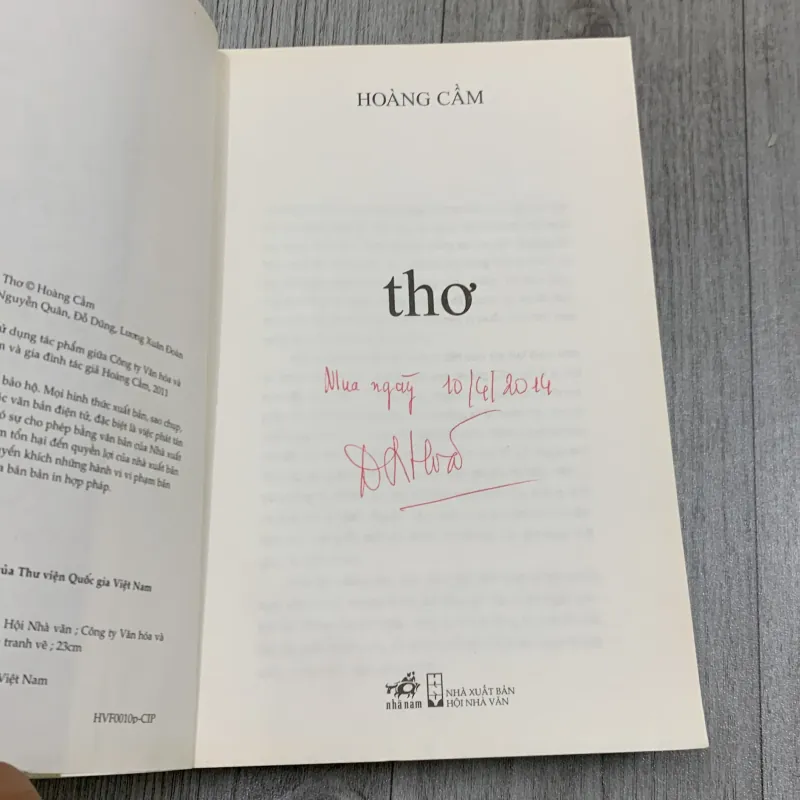 Thơ © Hoàng Cầm
Nguyễn Quân, Đỗ Dũng, Lương Xuân Đoàn
sử dụng tác phẩm giữa Công ty Văn hóa và
và gia đình tác giả Hoàng Cầm, 2011
bảo hộ. Mọi hình thức xuất bản, sao chụp,
văn bản điện tử, đặc biệt là việc phát tán
sự cho phép bằng văn bản của Nhà xuất
tổn hại đến quyền lợi của nhà xuất bản
khích những hành vi vi phạm bản
bán bản in hợp pháp.
của Thư viện Quốc gia Việt Nam
Hội Nhà văn ; Công ty Văn hóa và
tranh vẽ ; 23cm
Việt Nam
HVF0010p-CIP
HOÀNG CẦM
thơ
Mua ngày 10/4/2014
nhã nam
NHÀ XUẤT BẢN
HỘI NHÀ VĂN